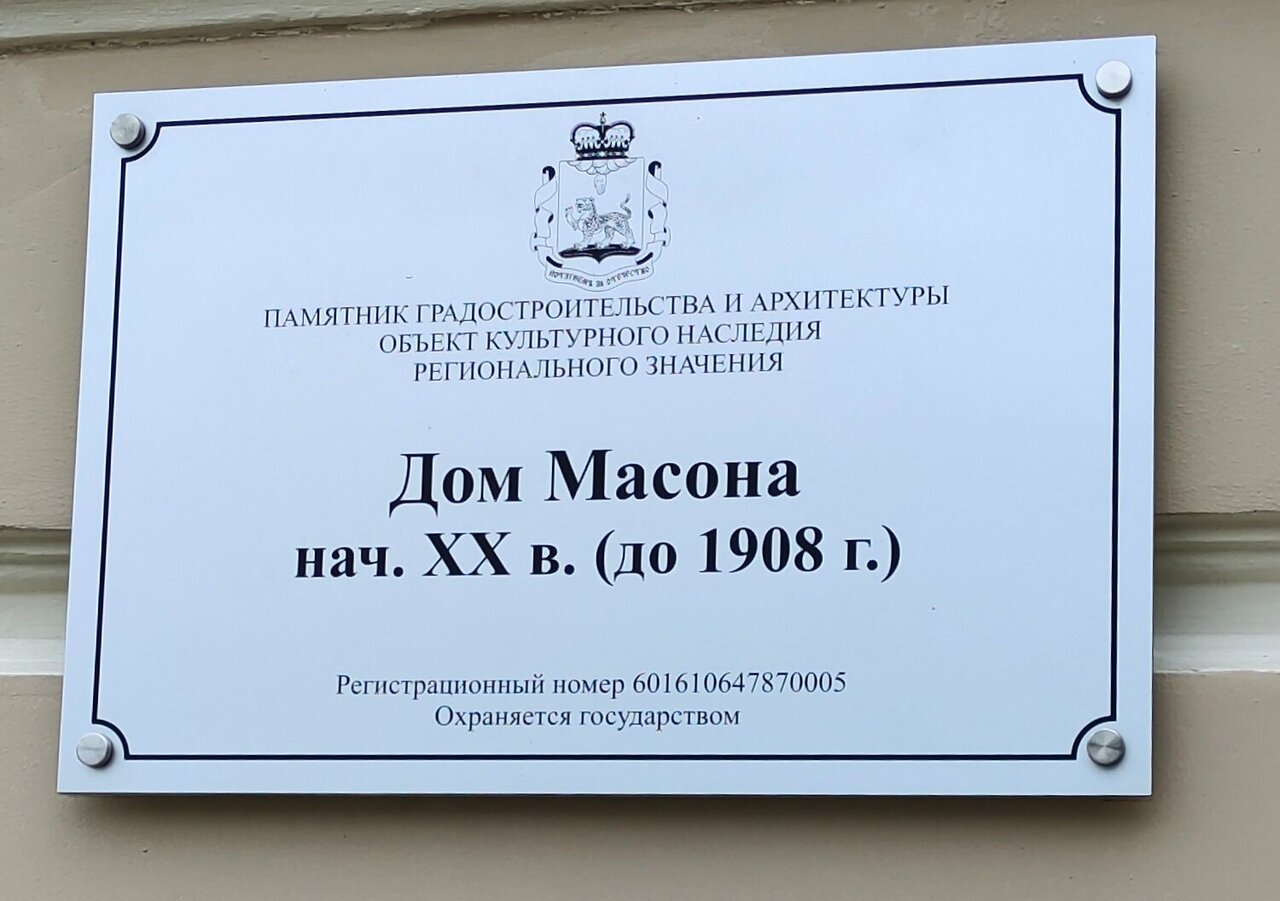 ПАМЯТНИК ГРАДОСТРОИТЕЛЬСТВА И АРХИТЕКТУРЫ
ОБЪЕКТ КУЛЬТУРНОГО НАСЛЕДИЯ
РЕГИОНАЛЬНОГО ЗНАЧЕНИЯ
Дом Масона
нач. XX в. (до 1908 г.)
Регистрационный номер 601610647870005
Охраняется государством